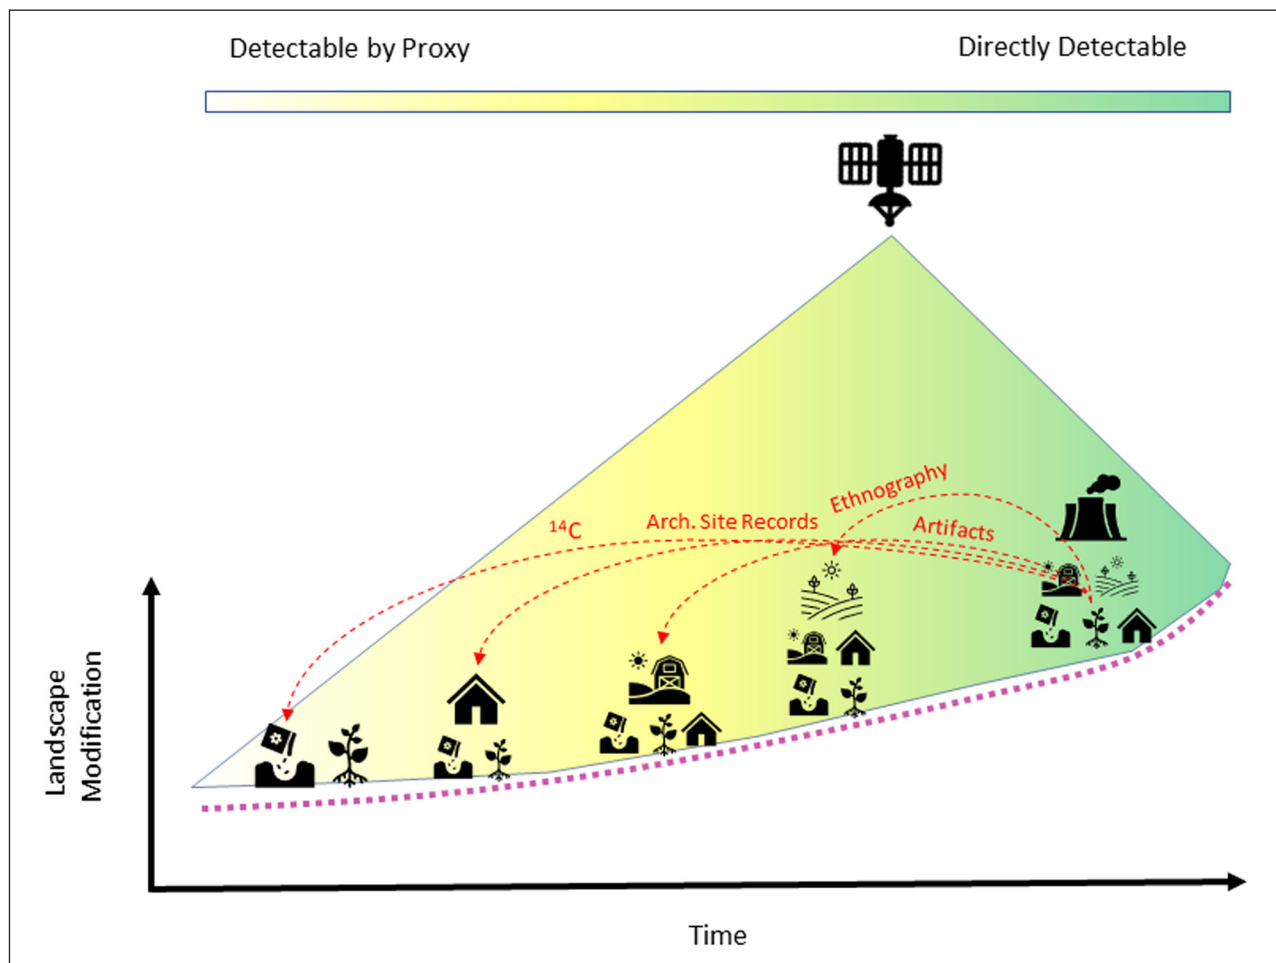 Detectable by Proxy
Directly Detectable
Ethnography
¹⁴C
Arch. Site Records
Artifacts
Landscape
Modification
Time